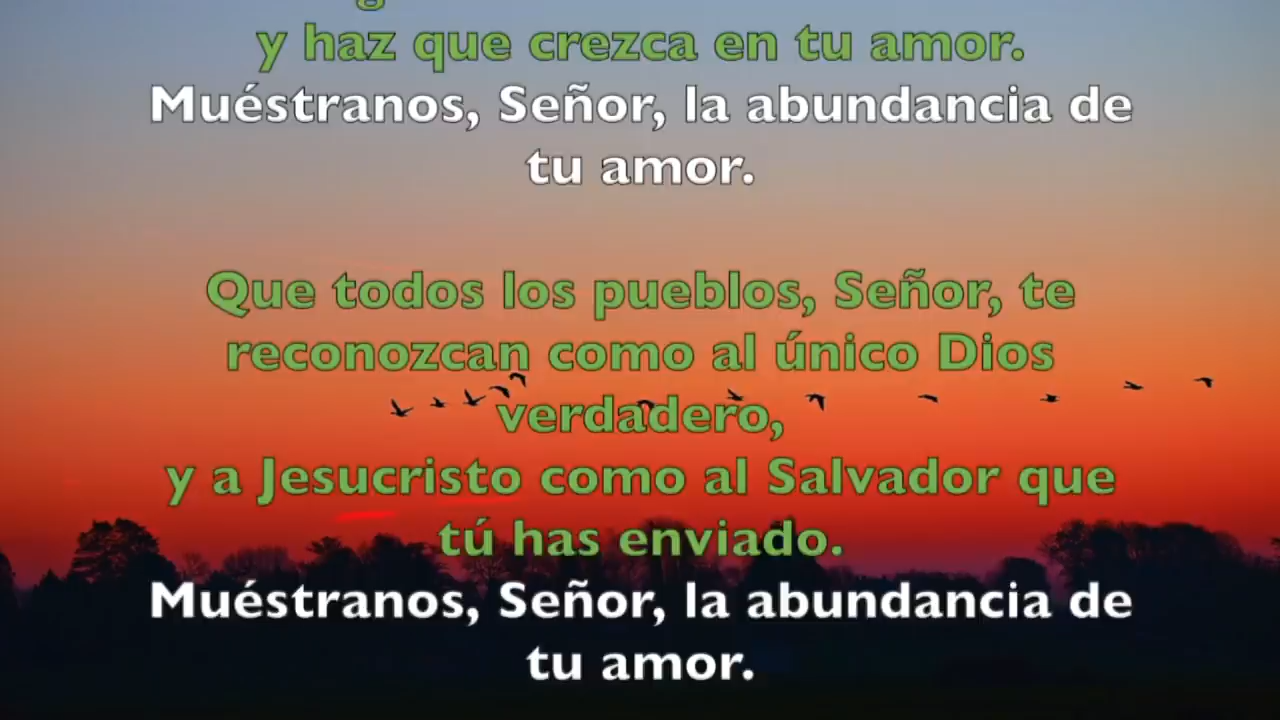 y haz que crezca en tu amor.
Muéstranos, Señor, la abundancia de
tu amor.
Que todos los pueblos, Señor, te
reconozcan como al único Dios
verdadero,
y a Jesucristo como al Salvador que
tú has enviado.
Muéstranos, Señor, la abundancia de
tu amor.